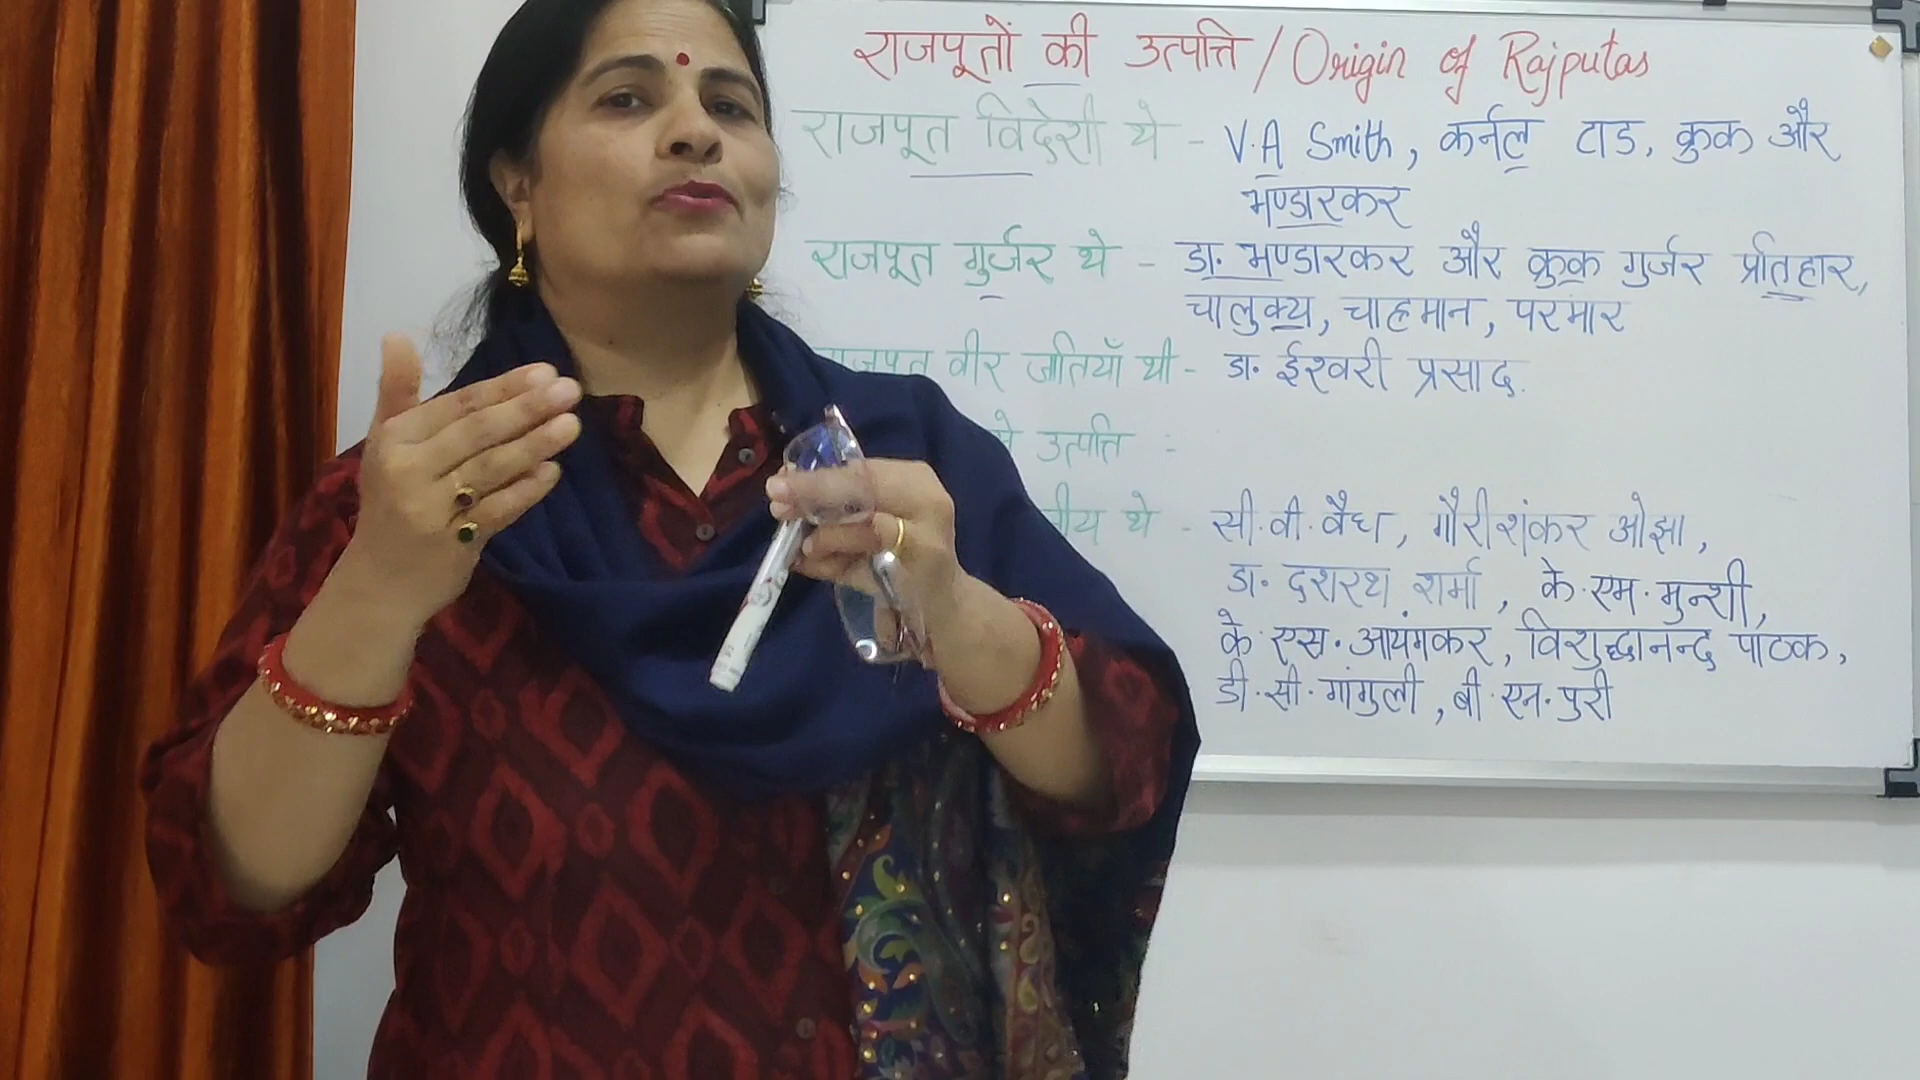 राजपूतों की उत्पत्ति / Origin of Rajputas
राजपूत विदेशी थे - V.A Smith, कर्नल टाड, क्रुक और
भण्डारकर
राजपूत गुर्जर थे - डा. भण्डारकर और क्रुक गुर्जर प्रतिहार,
चालुक्य, चाहमान, परमार
राजपूत वीर जातियाँ थी - डा. ईश्वरी प्रसाद.
उत्पत्ति :
थे - सी.वी.वैध, गौरीशंकर ओझा,
डा. दशरथ शर्मा, के.एम.मुन्शी,
के.एस.आयंगकर, विशुद्धानन्द पाठक,
डी.सी.गांगुली, बी.एन.पुरी